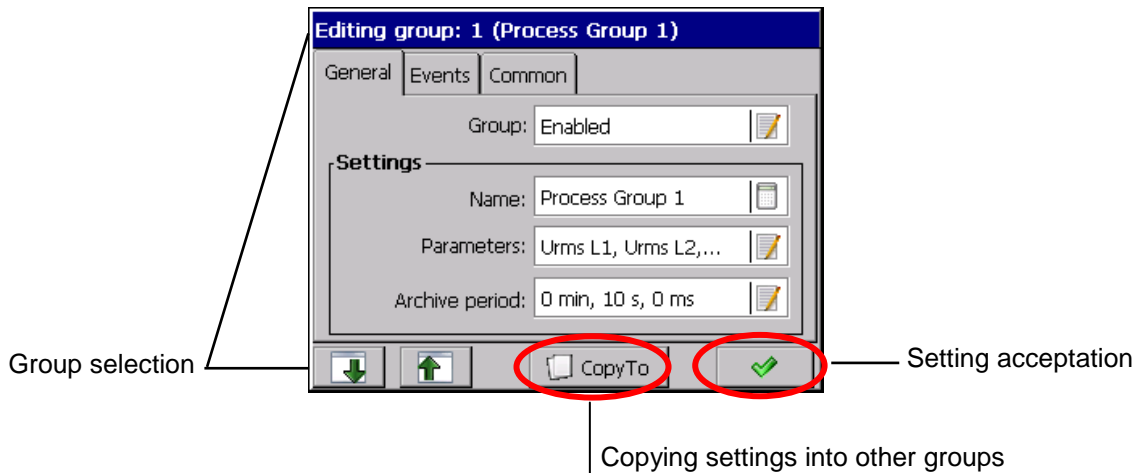 Editing group: 1 (Process Group 1)
General Events Common
Group: Enabled
Settings
Name: Process Group 1
Parameters: Urms L1, Urms L2,...
Archive period: 0 min, 10 s, 0 ms
Group selection
CopyTo
Setting acceptation
Copying settings into other groups